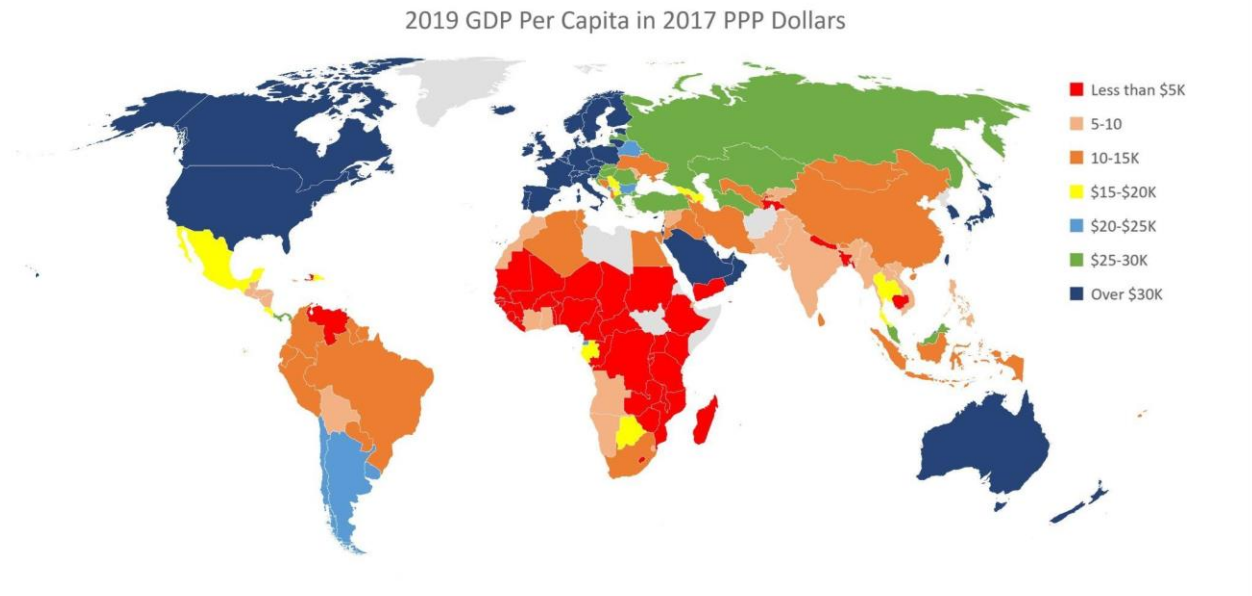 2019 GDP Per Capita in 2017 PPP Dollars
Less than $5K
5-10
10-15K
$15-$20K
$20-$25K
$25-30K
Over $30K